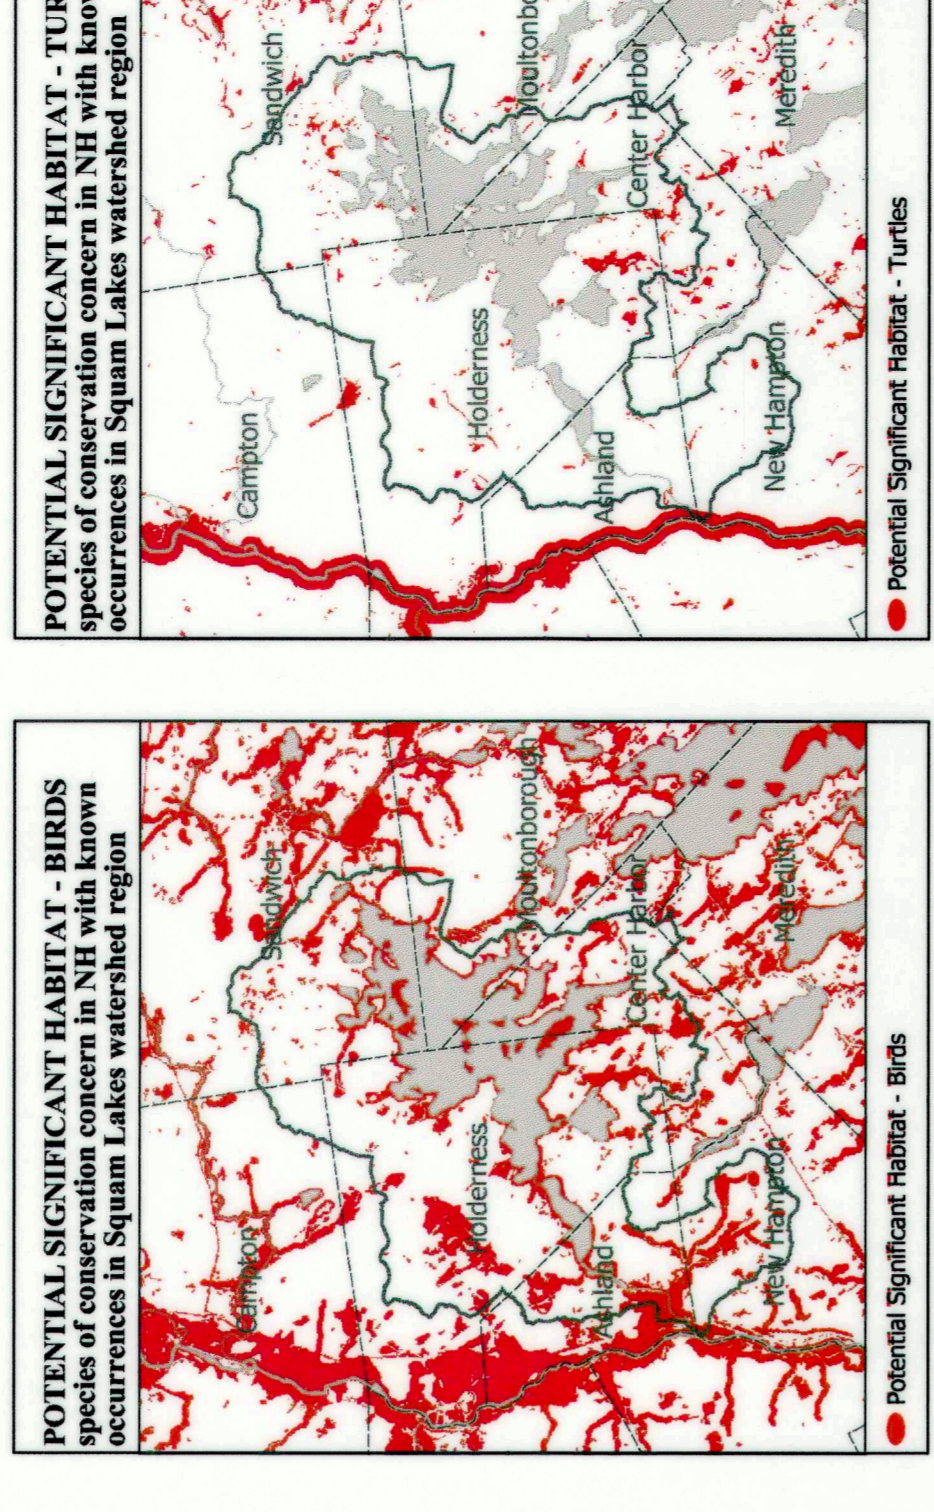 POTENTIAL SIGNIFICANT HABITAT - BIRDS
species of conservation concern in NH with known
occurrences in Squam Lakes watershed region
Campton
Sandwich
Holderness
Moultonborough
Ashland
Center Harbor
New Hampton
Meredith
Potential Significant Habitat - Birds
POTENTIAL SIGNIFICANT HABITAT - TUR
species of conservation concern in NH with know
occurrences in Squam Lakes watershed region
Campton
Sandwich
Holderness
Moultonbo
Ashland
Center Harbor
New Hampton
Meredith
Potential Significant Habitat - Turtles